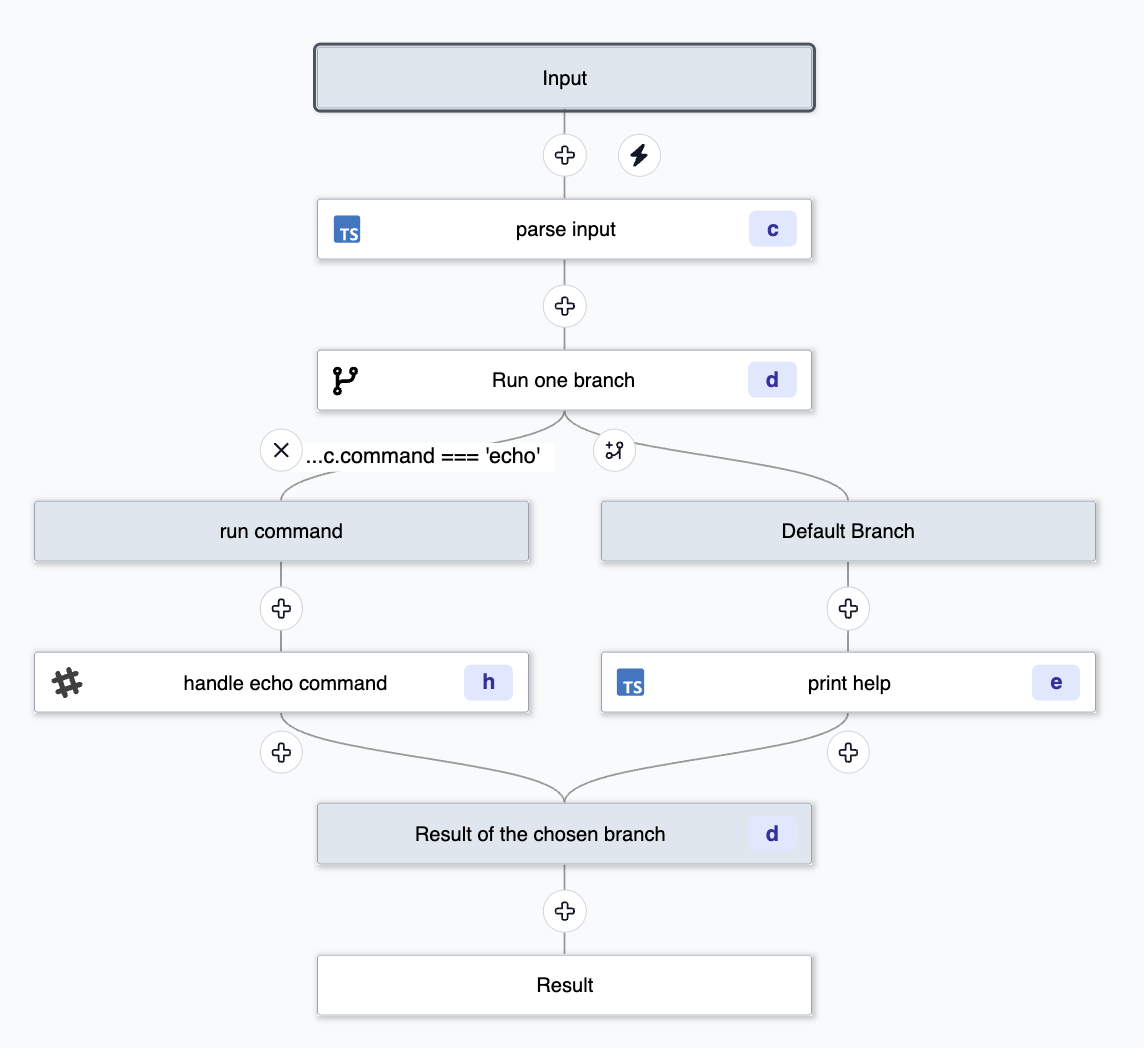 Input
TS parse input c
Run one branch d
...c.command === 'echo'
run command
Default Branch
handle echo command h
TS print help e
Result of the chosen branch d
Result